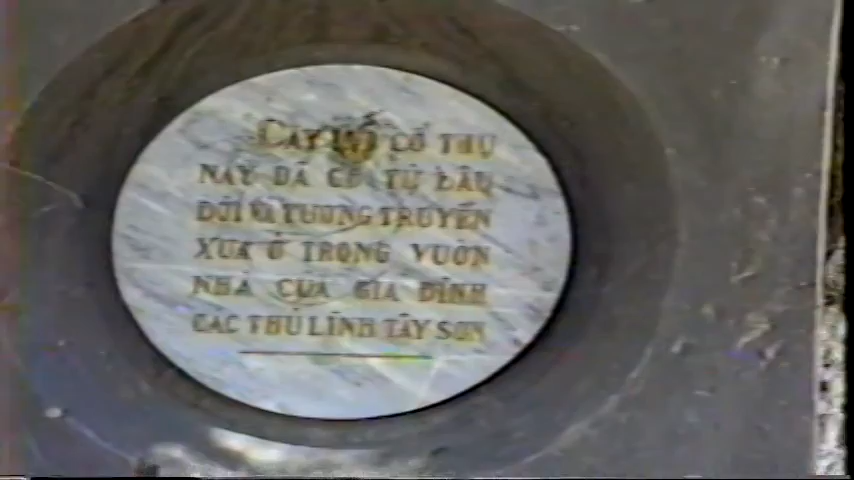 CÂY ME CỔ THỤ
NÀY ĐÃ CÓ TỪ LÂU
ĐỜI VÀ TƯƠNG TRUYỀN
XƯA Ở TRONG VƯỜN
NHÀ CỦA GIA ĐÌNH
CÁC THỦ LĨNH TÂY SƠN